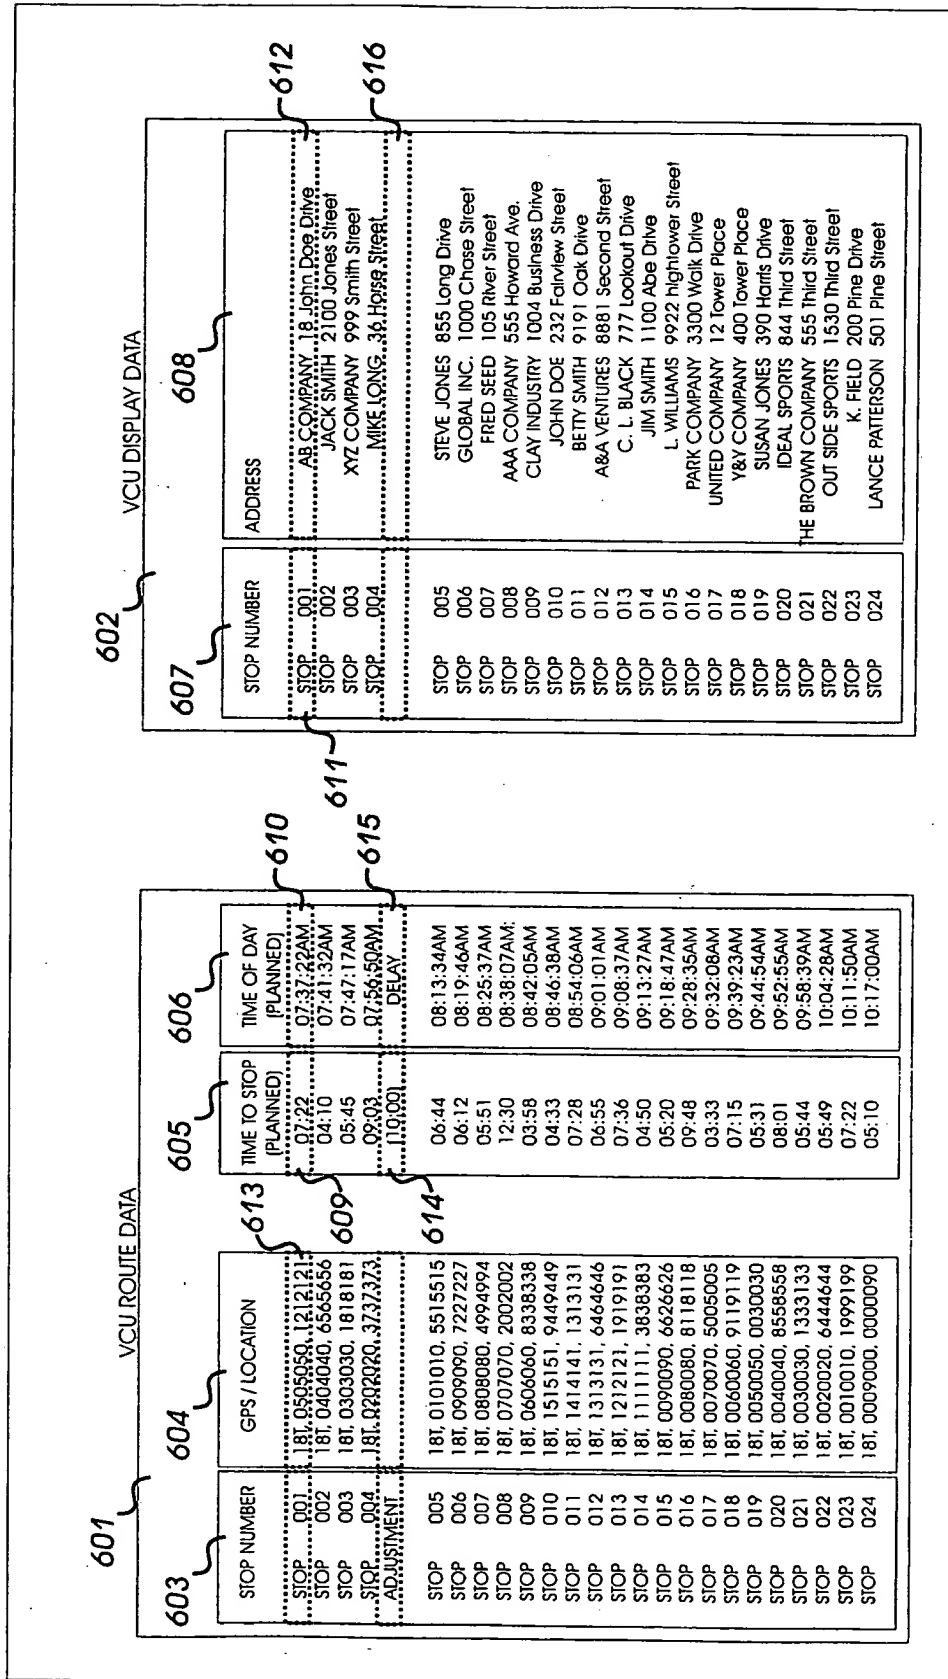 VCU ROUTE DATA
601
603
604
605
606
STOP NUMBER GPS / LOCATION TIME TO STOP (PLANNED) TIME OF DAY (PLANNED)
613
610
STOP 001 18T, 0505050, 1212121 07:22 07:37:22AM
STOP 002 18T, 0404040, 6565656 04:10 07:41:32AM
STOP 003 18T, 0303030, 1818181 05:45 07:47:17AM
STOP 004 18T, 0202020, 3737373 09:03 07:56:50AM
609
615
ADJUSTMENT (10:00) DELAY
614
STOP 005 18T, 0101010, 5515515 06:44 08:13:34AM
STOP 006 18T, 0909090, 7227227 06:12 08:19:46AM
STOP 007 18T, 0808080, 4994994 05:51 08:25:37AM
STOP 008 18T, 0707070, 2002002 12:30 08:38:07AM:
STOP 009 18T, 0606060, 8338338 03:58 08:42:05AM
STOP 010 18T, 1515151, 9449449 04:33 08:46:38AM
STOP 011 18T, 1414141, 1313131 07:28 08:54:06AM
STOP 012 18T, 1313131, 6464646 06:55 09:01:01AM
STOP 013 18T, 1212121, 1919191 07:36 09:08:37AM
STOP 014 18T, 1111111, 3838383 04:50 09:13:27AM
STOP 015 18T, 0090090, 6626626 05:20 09:18:47AM
STOP 016 18T, 0080080, 8118118 09:48 09:28:35AM
STOP 017 18T, 0070070, 5005005 03:33 09:32:08AM
STOP 018 18T, 0060060, 9119119 07:15 09:39:23AM
STOP 019 18T, 0050050, 0030030 05:31 09:44:54AM
STOP 020 18T, 0040040, 8558558 08:01 09:52:55AM
STOP 021 18T, 0030030, 1333133 05:44 09:58:39AM
STOP 022 18T, 0020020, 6444644 05:49 10:04:28AM
STOP 023 18T, 0010010, 1999199 07:22 10:11:50AM
STOP 024 18T, 0009000, 0000090 05:10 10:17:00AM
VCU DISPLAY DATA
602
607
608
STOP NUMBER ADDRESS
612
STOP 001 AB COMPANY 18 John Doe Drive
STOP 002 JACK SMITH 2100 Jones Street
STOP 003 XYZ COMPANY 999 Smith Street
STOP 004 MIKE LONG 36 Horse Street
611
616
STOP 005 STEVE JONES 855 Long Drive
STOP 006 GLOBAL INC. 1000 Chase Street
STOP 007 FRED SEED 105 River Street
STOP 008 AAA COMPANY 555 Howard Ave.
STOP 009 CLAY INDUSTRY 1004 Business Drive
STOP 010 JOHN DOE 232 Fairview Street
STOP 011 BETTY SMITH 9191 Oak Drive
STOP 012 A&A VENTURES 8881 Second Street
STOP 013 C. L. BLACK 777 Lookout Drive
STOP 014 JIM SMITH 1100 Abe Drive
STOP 015 L. WILLIAMS 9922 hightower Street
STOP 016 PARK COMPANY 3300 Walk Drive
STOP 017 UNITED COMPANY 12 Tower Place
STOP 018 Y&Y COMPANY 400 Tower Place
STOP 019 SUSAN JONES 390 Harris Drive
STOP 020 IDEAL SPORTS 844 Third Street
STOP 021 THE BROWN COMPANY 555 Third Street
STOP 022 OUT SIDE SPORTS 1530 Third Street
STOP 023 K. FIELD 200 Pine Drive
STOP 024 LANCE PATTERSON 501 Pine Street